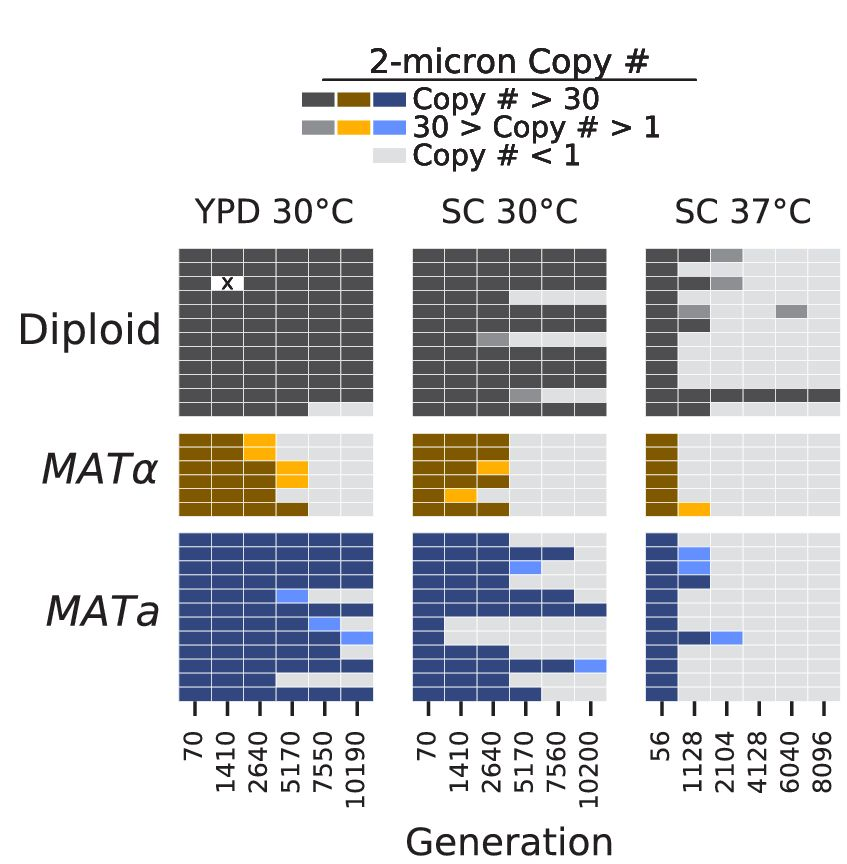 2-micron Copy #
Copy # > 30
30 > Copy # > 1
Copy # < 1
YPD 30°C SC 30°C SC 37°C
Diploid
x
MATα
MATa
70 1410 2640 5170 7550 10190 70 1410 2640 5170 7560 10200 56 1128 2104 4128 6040 8096
Generation